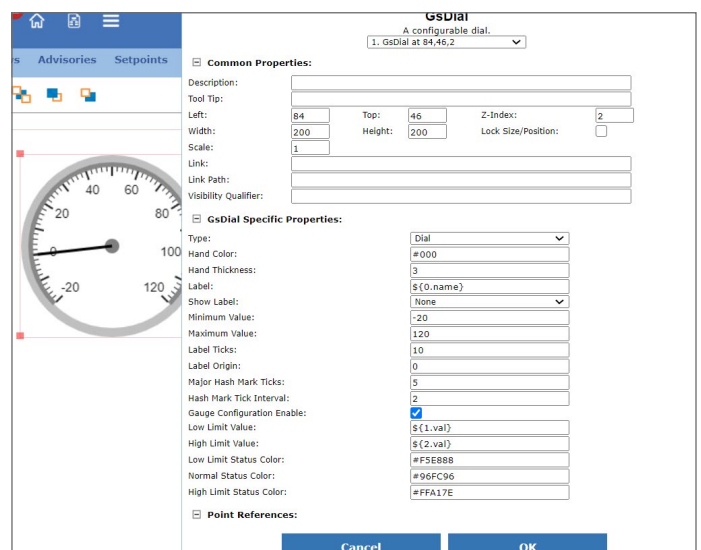 GsDial
A configurable dial.
1. GsDial at 84,46,2
Advisories Setpoints
Common Properties:
Description:
Tool Tip:
Left: 84 Top: 46 Z-Index: 2
Width: 200 Height: 200 Lock Size/Position:
Scale: 1
Link:
Link Path:
Visibility Qualifier:
GsDial Specific Properties:
Type: Dial
Hand Color: #000
Hand Thickness: 3
Label: ${0.name}
Show Label: None
Minimum Value: -20
Maximum Value: 120
Label Ticks: 10
Label Origin: 0
Major Hash Mark Ticks: 5
Hash Mark Tick Interval: 2
Gauge Configuration Enable:
Low Limit Value: ${1.val}
High Limit Value: ${2.val}
Low Limit Status Color: #F5E888
Normal Status Color: #96FC96
High Limit Status Color: #FFA17E
Point References:
Cancel OK
40 60
20 80
0 100
-20 120